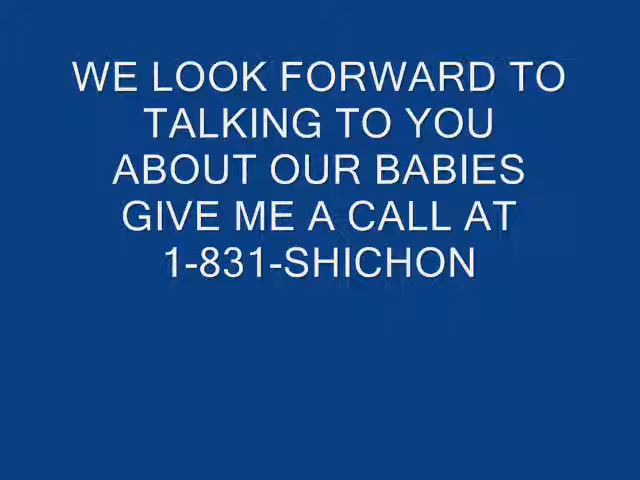 WE LOOK FORWARD TO
TALKING TO YOU
ABOUT OUR BABIES
GIVE ME A CALL AT
1-831-SHICHON